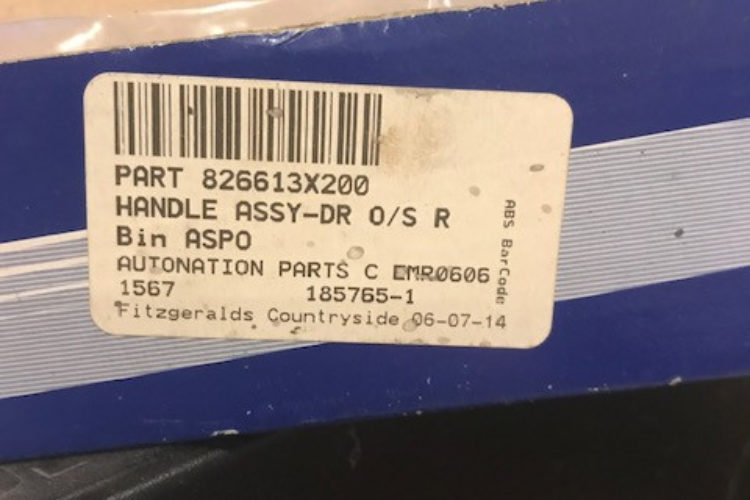 PART 826613X200
HANDLE ASSY-DR O/S R
Bin ASPO
AUTONATION PARTS C EMR0606
1567 185765-1
Fitzgeralds Countryside 06-07-14
ABS BarCode